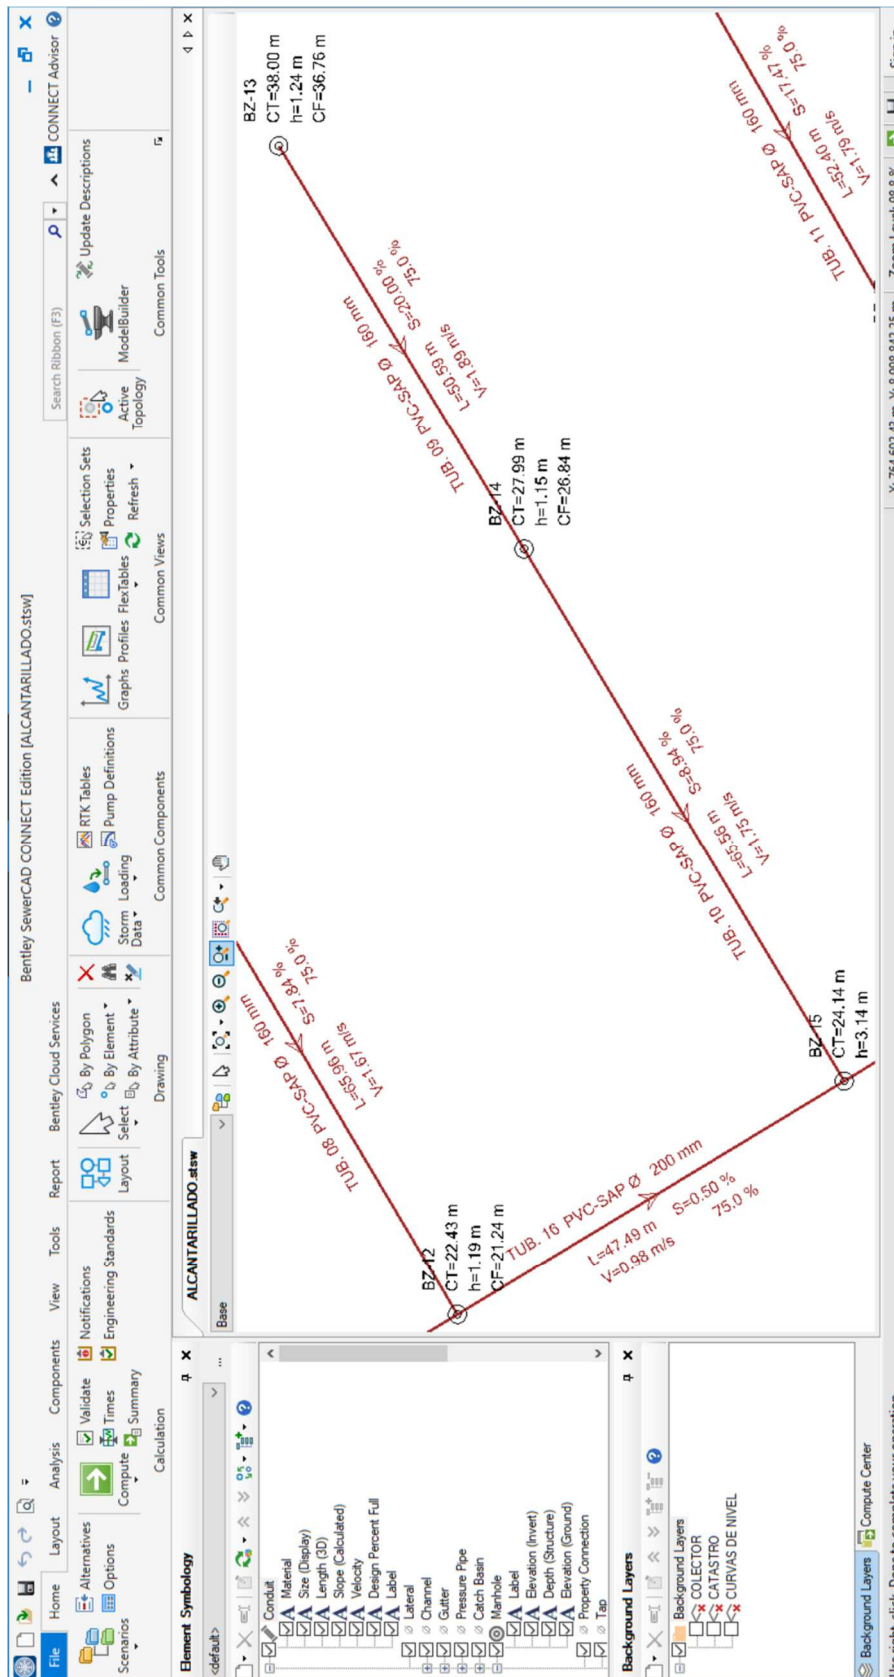 Bentley SewerCAD CONNECT Edition [ALCANTARILLADO.stsw]
File
Home
Layout
Analysis
Components
View
Tools
Report
Bentley Cloud Services
Search Ribbon (F3)
CONNECT Advisor
Scenarios
Alternatives
Options
Compute
Validate
Times
Summary
Notifications
Engineering Standards
Calculation
Layout
Select
By Polygon
By Element
By Attribute
Drawing
Storm Data
Loading
RTK Tables
Pump Definitions
Common Components
Graphs
Profiles
FlexTables
Selection Sets
Properties
Refresh
Common Views
Active Topology
ModelBuilder
Update Descriptions
Common Tools
Element Symbology
<default>
...
Conduit
Material
Size (Display)
Length (3D)
Slope (Calculated)
Velocity
Design Percent Full
Label
Lateral
Channel
Gutter
Pressure Pipe
Catch Basin
Manhole
Label
Elevation (Invert)
Depth (Structure)
Elevation (Ground)
Property Connection
Tap
Background Layers
Background Layers
COLECTOR
CATASTRO
CURVAS DE NIVEL
Background Layers
Compute Center
ALCANTARILLADO.stsw
Base
BZ-13
CT=38.00 m
h=1.24 m
CF=36.76 m
TUB. 09 PVC-SAP Ø 160 mm
L=50.59 m S=20.00 %
V=1.89 m/s 75.0 %
BZ-14
CT=27.99 m
h=1.15 m
CF=26.84 m
TUB. 10 PVC-SAP Ø 160 mm
L=65.56 m S=8.94 %
V=1.75 m/s 75.0 %
BZ-15
CT=24.14 m
h=3.14 m
TUB. 08 PVC-SAP Ø 160 mm
L=65.96 m S=7.84 %
V=1.67 m/s 75.0 %
BZ-12
CT=22.43 m
h=1.19 m
CF=21.24 m
TUB. 16 PVC-SAP Ø 200 mm
L=47.49 m S=0.50 %
V=0.98 m/s 75.0 %
TUB. 11 PVC-SAP Ø 160 mm
L=52.40 m S=17.47 %
V=1.79 m/s 75.0 %